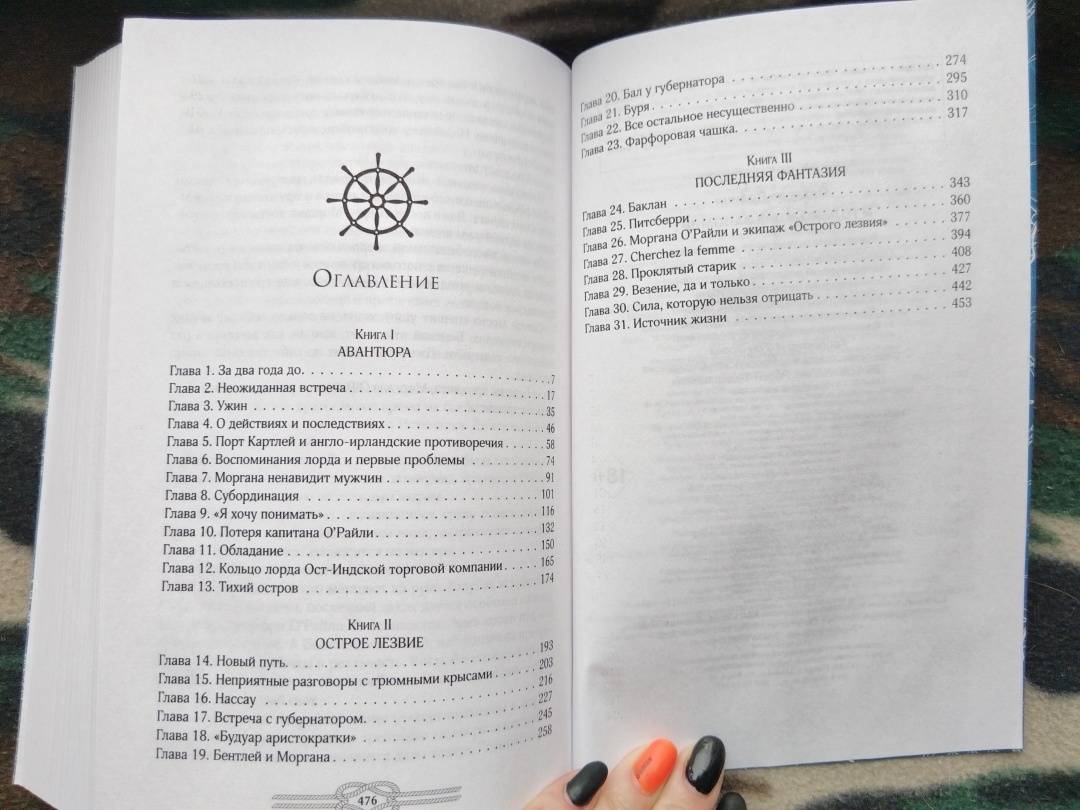 Оглавление
Книга I
АВАНТЮРА
Глава 1. За два года до. 7
Глава 2. Неожиданная встреча 17
Глава 3. Ужин 35
Глава 4. О действиях и последствиях 46
Глава 5. Порт Картлей и англо-ирландские противоречия 58
Глава 6. Воспоминания лорда и первые проблемы 74
Глава 7. Моргана ненавидит мужчин 91
Глава 8. Субординация 101
Глава 9. «Я хочу понимать» 116
Глава 10. Потеря капитана О’Райли 132
Глава 11. Обладание 150
Глава 12. Кольцо лорда Ост-Индской торговой компании 165
Глава 13. Тихий остров 174
Книга II
ОСТРОЕ ЛЕЗВИЕ
Глава 14. Новый путь. 193
Глава 15. Неприятные разговоры с трюмными крысами 203
Глава 16. Нассау 216
Глава 17. Встреча с губернатором. 227
Глава 18. «Будуар аристократки» 245
Глава 19. Бентлей и Моргана 258
476
Глава 20. Бал у губернатора 274
Глава 21. Буря 295
Глава 22. Все остальное несущественно 310
Глава 23. Фарфоровая чашка. 317
Книга III
ПОСЛЕДНЯЯ ФАНТАЗИЯ
Глава 24. Баклан 343
Глава 25. Питсберри 360
Глава 26. Моргана О’Райли и экипаж «Острого лезвия» 377
Глава 27. Cherchez la femme 394
Глава 28. Проклятый старик 408
Глава 29. Везение, да и только 427
Глава 30. Сила, которую нельзя отрицать 442
Глава 31. Источник жизни 453